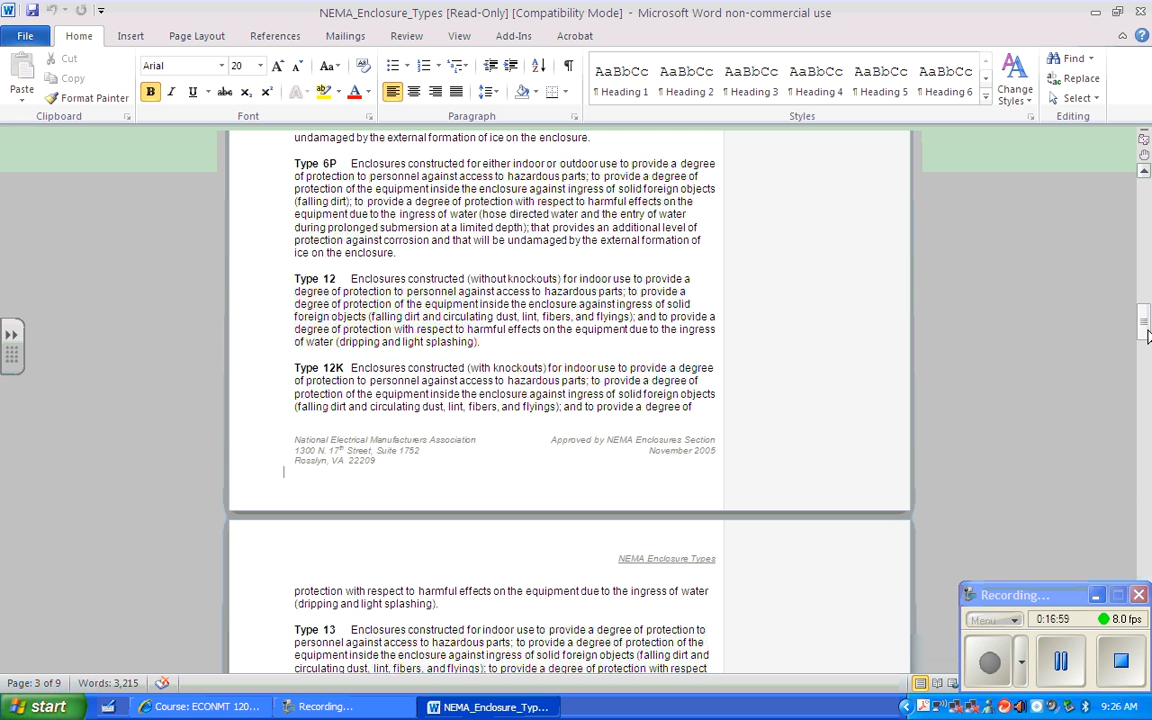 NEMA_Enclosure_Types [Read-Only] [Compatibility Mode] - Microsoft Word non-commercial use
File Home Insert Page Layout References Mailings Review View Add-Ins Acrobat
Paste
Cut
Copy
Format Painter
Clipboard
Arial 20
Font
Paragraph
AaBbCc AaBbCc AaBbCc AaBbCc AaBbCc AaBbCc
¶ Heading 1 ¶ Heading 2 ¶ Heading 3 ¶ Heading 4 ¶ Heading 5 ¶ Heading 6
Styles
Change
Styles
Find
Replace
Select
Editing
undamaged by the external formation of ice on the enclosure.
Type 6P Enclosures constructed for either indoor or outdoor use to provide a degree
of protection to personnel against access to hazardous parts; to provide a degree of
protection of the equipment inside the enclosure against ingress of solid foreign objects
(falling dirt); to provide a degree of protection with respect to harmful effects on the
equipment due to the ingress of water (hose directed water and the entry of water
during prolonged submersion at a limited depth); that provides an additional level of
protection against corrosion and that will be undamaged by the external formation of
ice on the enclosure.
Type 12 Enclosures constructed (without knockouts) for indoor use to provide a
degree of protection to personnel against access to hazardous parts; to provide a
degree of protection of the equipment inside the enclosure against ingress of solid
foreign objects (falling dirt and circulating dust, lint, fibers, and flyings); and to provide a
degree of protection with respect to harmful effects on the equipment due to the ingress
of water (dripping and light splashing).
Type 12K Enclosures constructed (with knockouts) for indoor use to provide a degree
of protection to personnel against access to hazardous parts; to provide a degree of
protection of the equipment inside the enclosure against ingress of solid foreign objects
(falling dirt and circulating dust, lint, fibers, and flyings); and to provide a degree of
National Electrical Manufacturers Association Approved by NEMA Enclosures Section
1300 N. 17th Street, Suite 1752 November 2005
Rosslyn, VA 22209
NEMA Enclosure Types
protection with respect to harmful effects on the equipment due to the ingress of water
(dripping and light splashing).
Type 13 Enclosures constructed for indoor use to provide a degree of protection to
personnel against access to hazardous parts; to provide a degree of protection of the
equipment inside the enclosure against ingress of solid foreign objects (falling dirt and
circulating dust, lint, fibers, and flyings); to provide a degree of protection with respect
Recording...
Menu 0:16:59 8.0 fps
Page: 3 of 9 Words: 3,215
start Course: ECONMT 120... Recording... NEMA_Enclosure_Typ... 9:26 AM